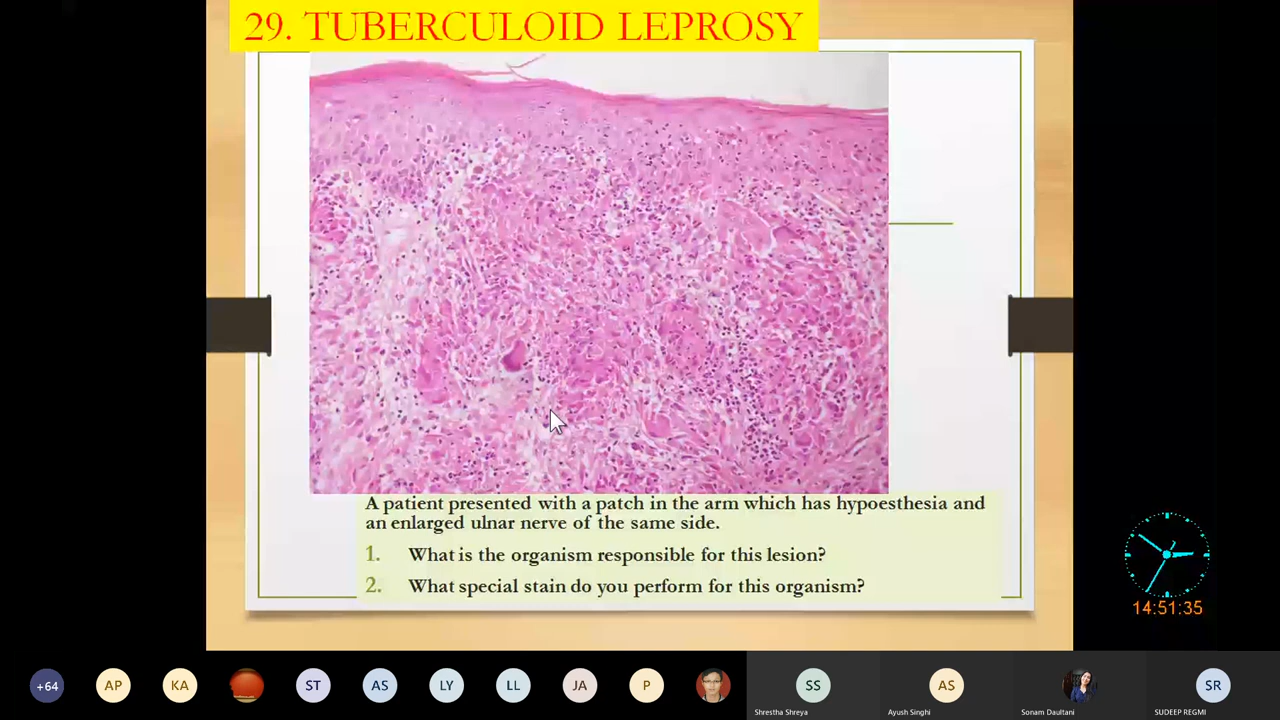 29. TUBERCULOID LEPROSY
A patient presented with a patch in the arm which has hypoesthesia and
an enlarged ulnar nerve of the same side.
1. What is the organism responsible for this lesion?
2. What special stain do you perform for this organism?
14:51:35
+64 AP KA ST AS LY LL JA P SS AS SR
Shrestha Shreya Ayush Singhi Sonam Daultani SUDEEP REGMI